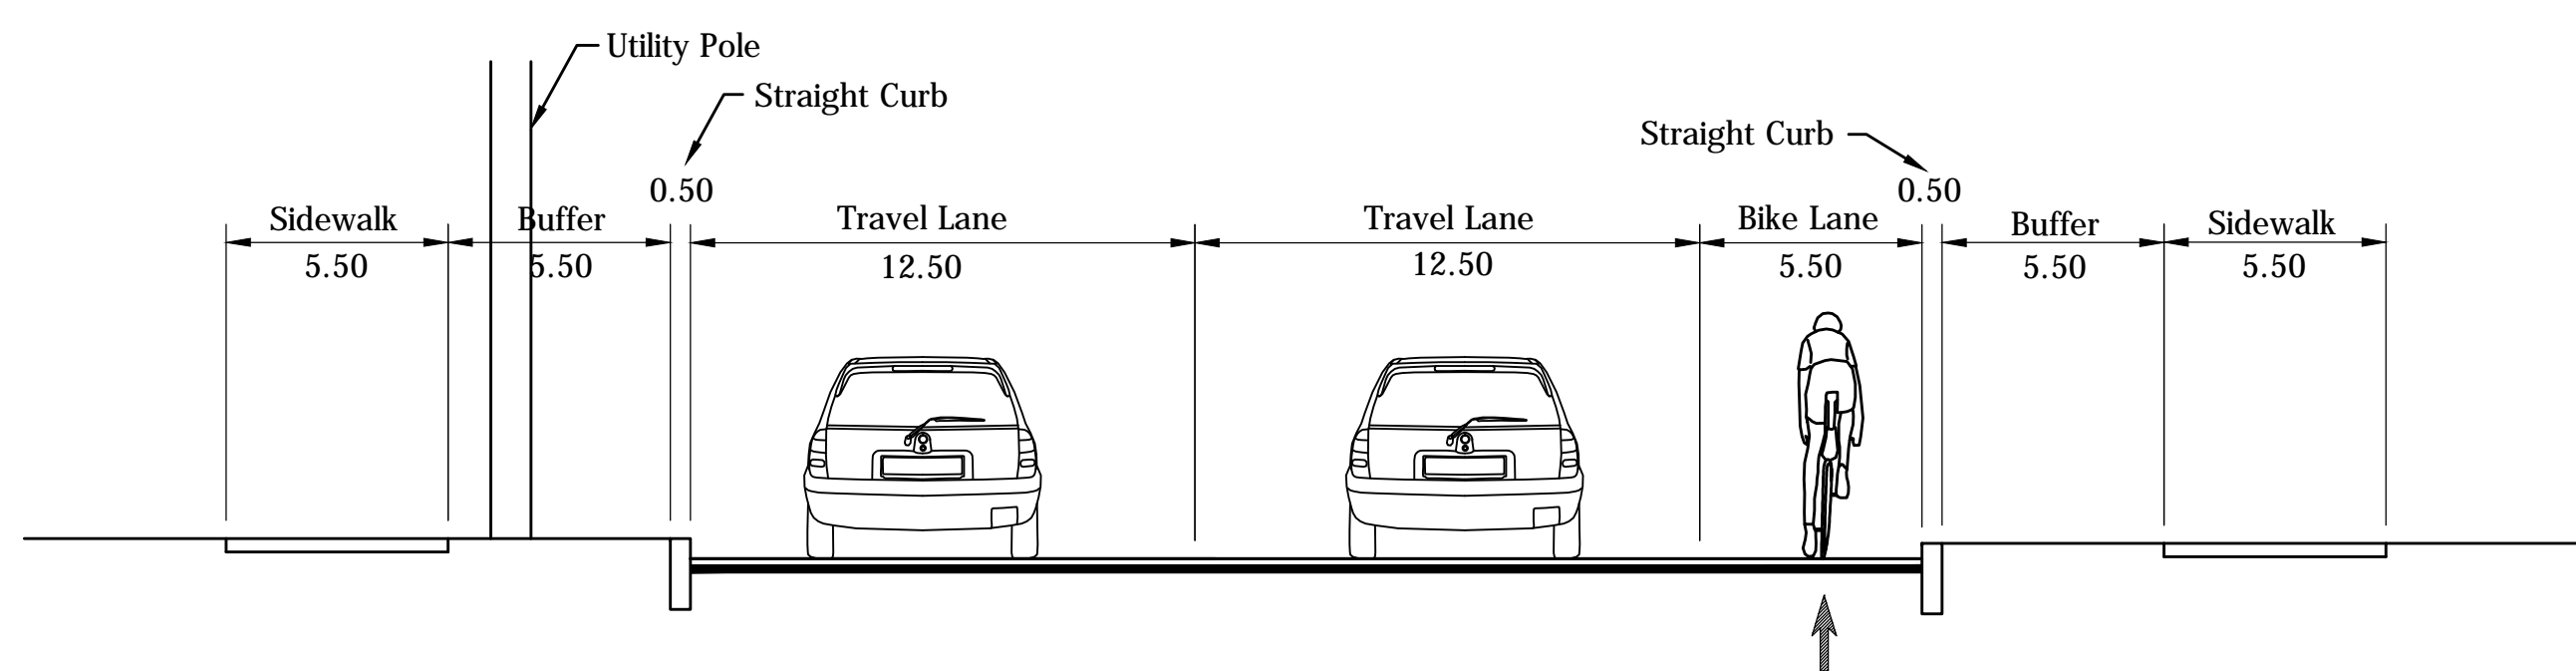 Utility Pole
Straight Curb
Straight Curb
0.50
0.50
Sidewalk
Buffer
Travel Lane
Travel Lane
Bike Lane
Buffer
Sidewalk
5.50
5.50
12.50
12.50
5.50
5.50
5.50